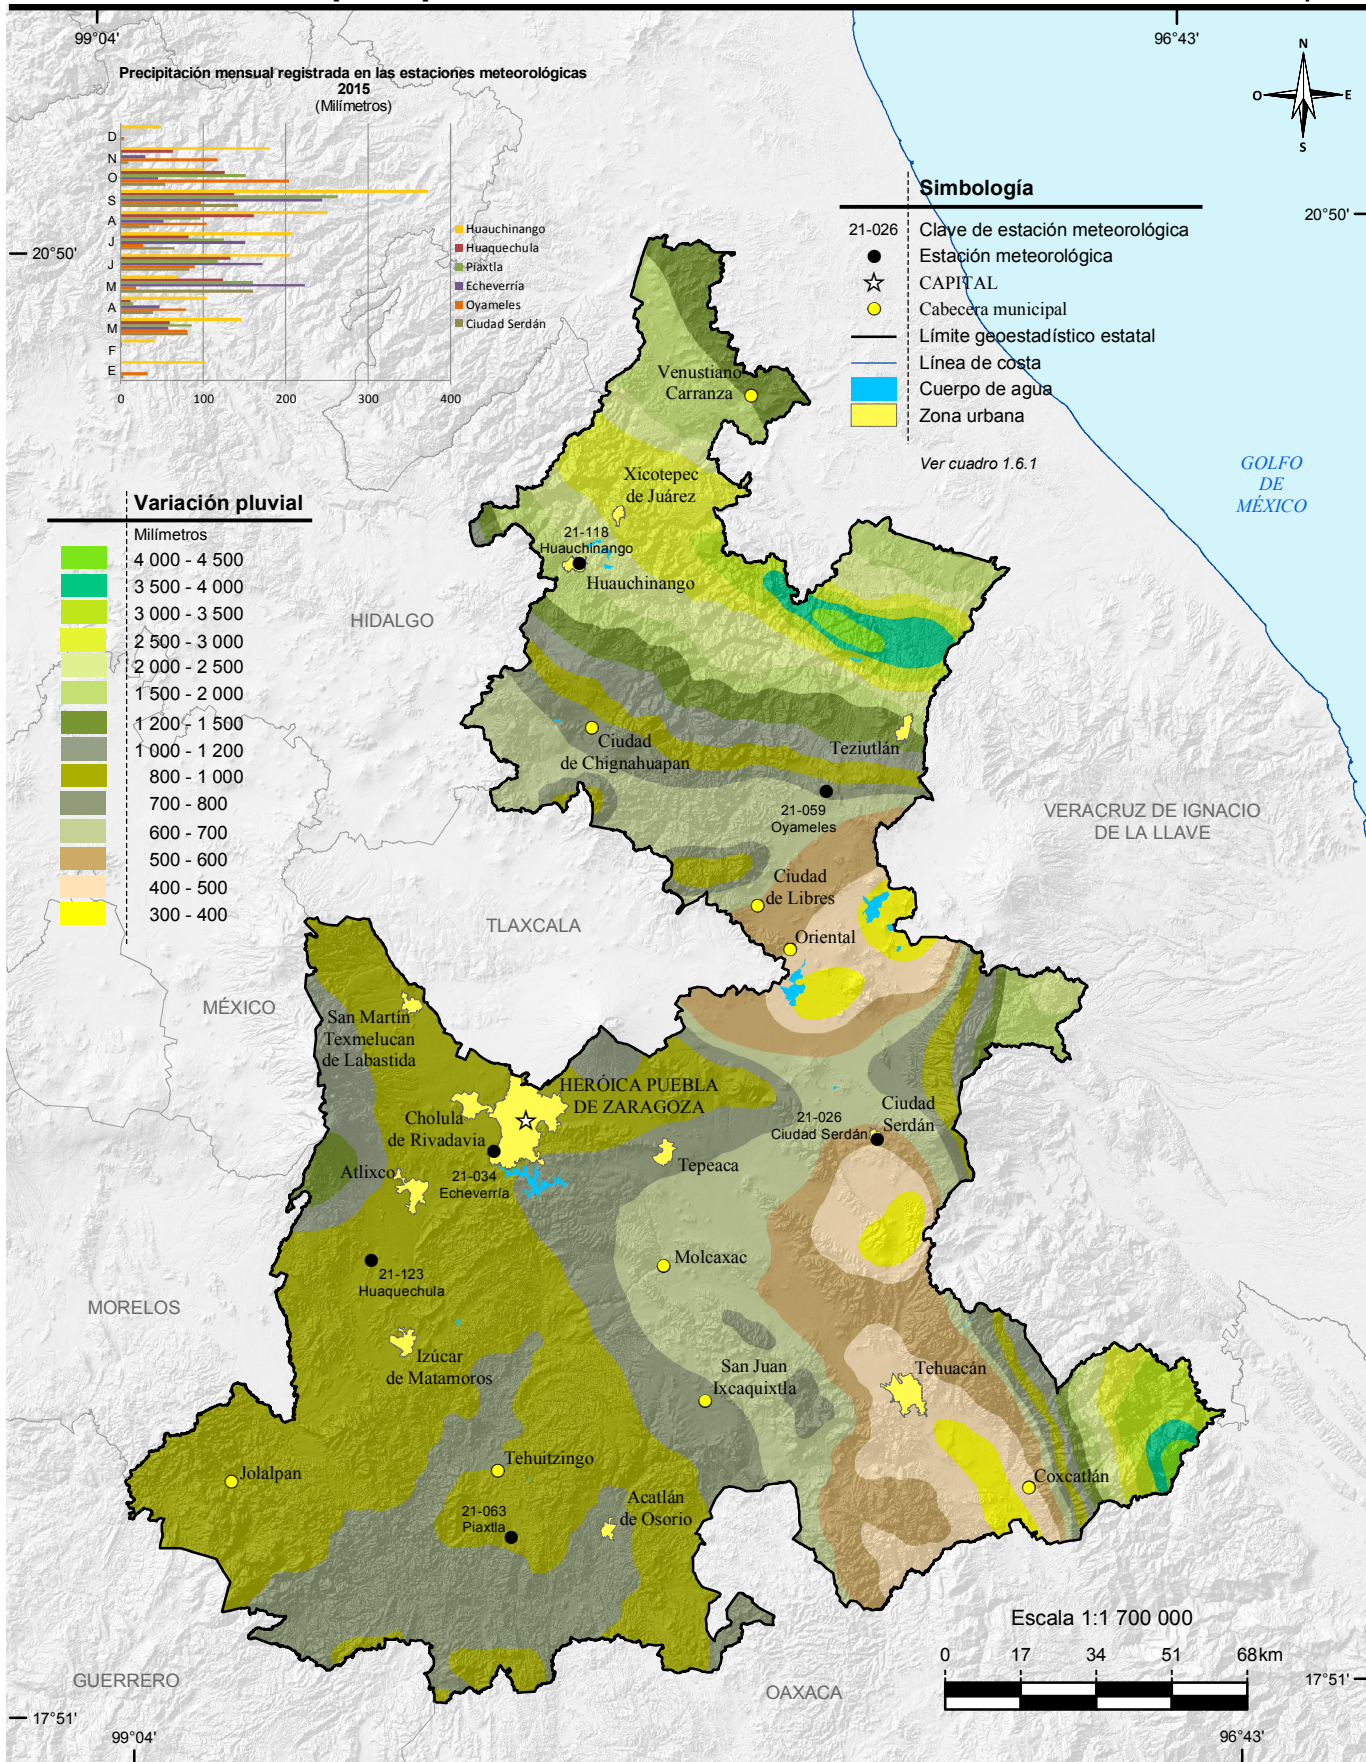 99°04'
96°43'
Precipitación mensual registrada en las estaciones meteorológicas
2015
(Milímetros)
D
N
O
S
A
J
J
M
A
M
F
E
0 100 200 300 400
Huauchinango
Huaquechula
Piaxtla
Echeverría
Oyameles
Ciudad Serdán
N
O E
S
Simbología
21-026 Clave de estación meteorológica
Estación meteorológica
CAPITAL
Cabecera municipal
Límite geoestadístico estatal
Línea de costa
Cuerpo de agua
Zona urbana
Ver cuadro 1.6.1
20°50'
20°50'
GOLFO
DE
MÉXICO
Variación pluvial
Milímetros
4 000 - 4 500
3 500 - 4 000
3 000 - 3 500
2 500 - 3 000
2 000 - 2 500
1 500 - 2 000
1 200 - 1 500
1 000 - 1 200
800 - 1 000
700 - 800
600 - 700
500 - 600
400 - 500
300 - 400
Venustiano
Carranza
Xicotepec
de Juárez
21-118
Huauchinango
Huauchinango
HIDALGO
Ciudad
de Chignahuapan
Teziutlán
21-059
Oyameles
VERACRUZ DE IGNACIO
DE LA LLAVE
Ciudad
de Libres
TLAXCALA
Oriental
MÉXICO
San Martín
Texmelucan
de Labastida
HERÓICA PUEBLA
DE ZARAGOZA
Cholula
de Rivadavia
21-026
Ciudad Serdán
Ciudad
Serdán
Atlixco
21-034
Echeverría
Tepeaca
Molcaxac
21-123
Huaquechula
MORELOS
Izúcar
de Matamoros
San Juan
Ixcaquixtla
Tehuacán
Jolalpan
Tehuitzingo
Coxcatlán
21-063
Piaxtla
Acatlán
de Osorio
Escala 1:1 700 000
0 17 34 51 68km
GUERRERO
OAXACA
17°51'
17°51'
99°04'
96°43'